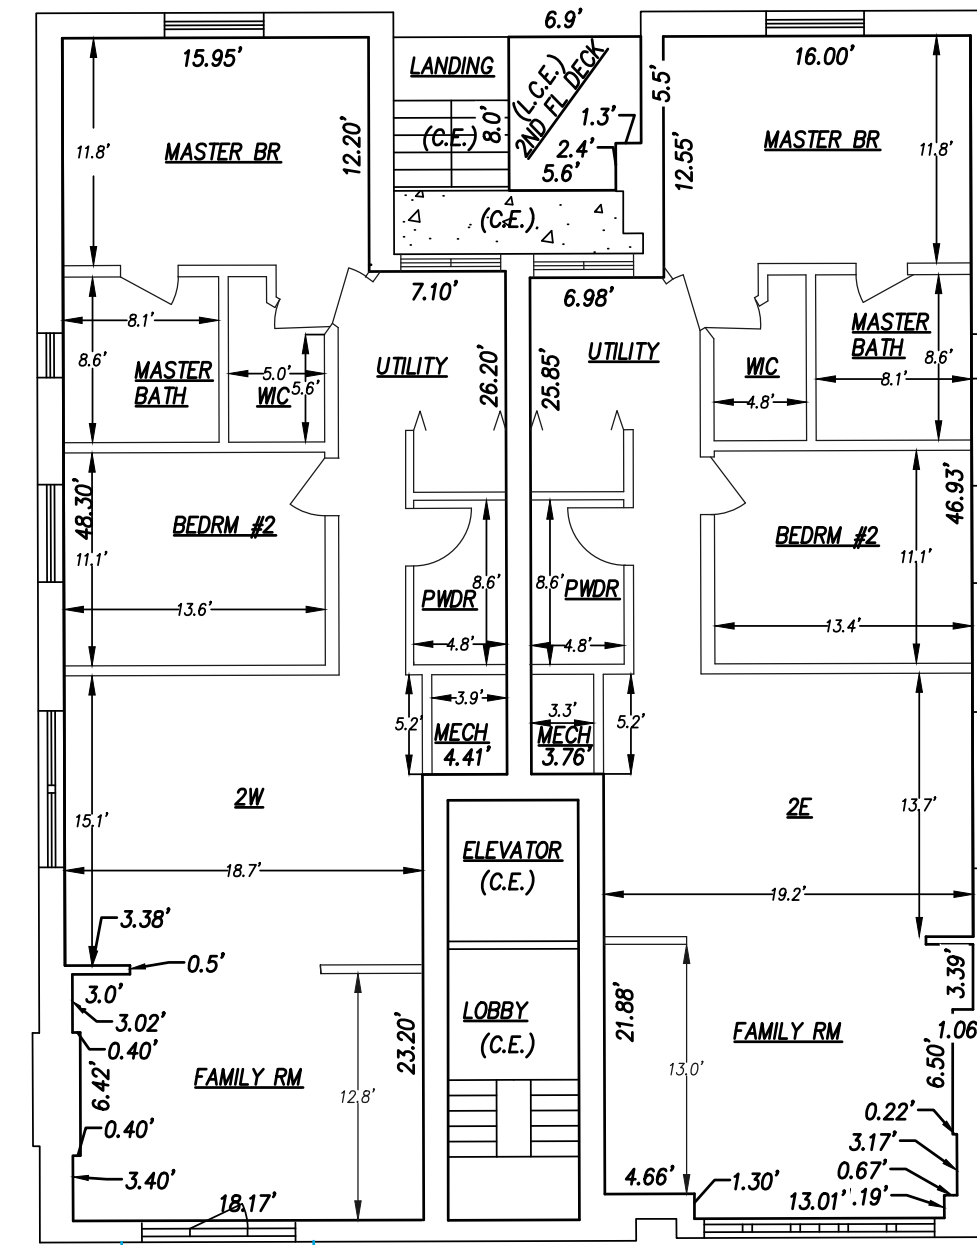 6.9'
15.95'
16.00'
LANDING
(L.C.E.)
2ND FL DECK
5.5'
(C.E.)
8.0'
1.3'
2.4'
5.6'
11.8'
MASTER BR
12.20'
12.55'
MASTER BR
11.8'
(C.E.)
7.10'
6.98'
8.1'
8.6'
MASTER
BATH
5.0'
WIC
5.6'
UTILITY
26.20'
25.85'
UTILITY
WIC
4.8'
MASTER
BATH
8.6'
8.1'
48.30'
BEDRM #2
11.1'
13.6'
46.93'
BEDRM #2
11.1'
13.4'
8.6'
PWDR
4.8'
8.6'
PWDR
4.8'
5.2'
3.9'
MECH
4.41'
3.3'
MECH
3.76'
5.2'
2W
15.1'
18.7'
2E
13.7'
19.2'
ELEVATOR
(C.E.)
3.38'
0.5'
3.0'
3.02'
0.40'
6.42'
0.40'
3.40'
FAMILY RM
23.20'
12.8'
18.17'
LOBBY
(C.E.)
21.88'
13.0'
FAMILY RM
3.39'
1.06
6.50'
0.22'
3.17'
0.67'
4.66'
1.30'
13.01'
.19'